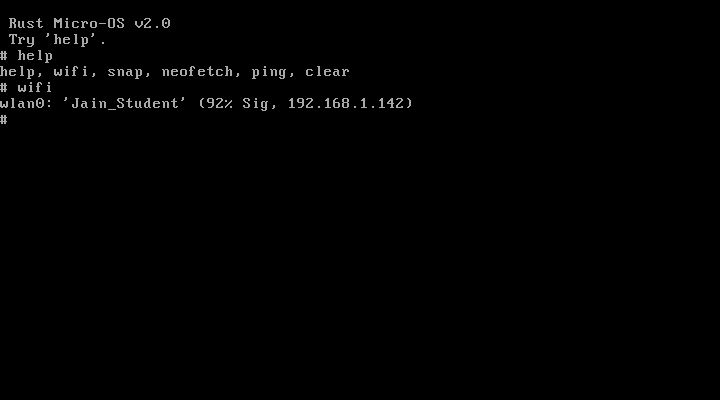 Rust Micro-OS v2.0
Try 'help'.
# help
help, wifi, snap, neofetch, ping, clear
# wifi
wlan0: 'Jain_Student' (92% Sig, 192.168.1.142)
#